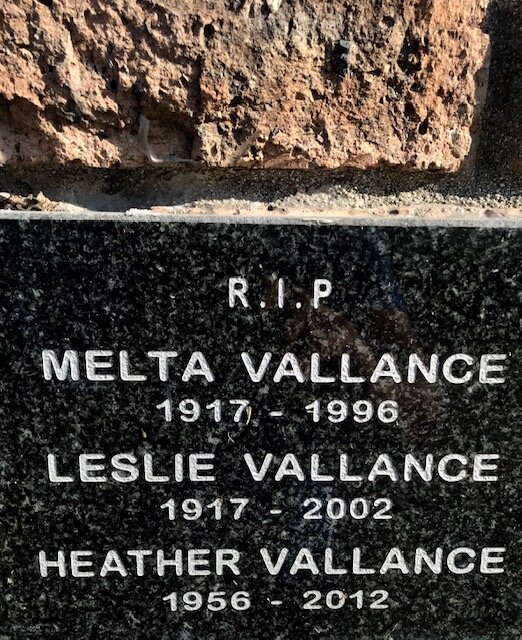 R.I.P
MELTA VALLANCE
1917 - 1996
LESLIE VALLANCE
1917 - 2002
HEATHER VALLANCE
1956 - 2012